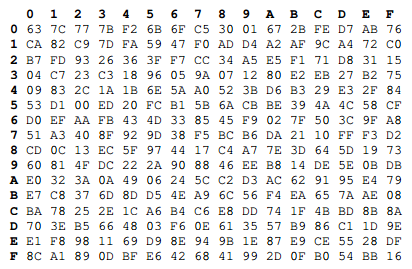 0 1 2 3 4 5 6 7 8 9 A B C D E F
0 63 7C 77 7B F2 6B 6F C5 30 01 67 2B FE D7 AB 76
1 CA 82 C9 7D FA 59 47 F0 AD D4 A2 AF 9C A4 72 C0
2 B7 FD 93 26 36 3F F7 CC 34 A5 E5 F1 71 D8 31 15
3 04 C7 23 C3 18 96 05 9A 07 12 80 E2 EB 27 B2 75
4 09 83 2C 1A 1B 6E 5A A0 52 3B D6 B3 29 E3 2F 84
5 53 D1 00 ED 20 FC B1 5B 6A CB BE 39 4A 4C 58 CF
6 D0 EF AA FB 43 4D 33 85 45 F9 02 7F 50 3C 9F A8
7 51 A3 40 8F 92 9D 38 F5 BC B6 DA 21 10 FF F3 D2
8 CD 0C 13 EC 5F 97 44 17 C4 A7 7E 3D 64 5D 19 73
9 60 81 4F DC 22 2A 90 88 46 EE B8 14 DE 5E 0B DB
A E0 32 3A 0A 49 06 24 5C C2 D3 AC 62 91 95 E4 79
B E7 C8 37 6D 8D D5 4E A9 6C 56 F4 EA 65 7A AE 08
C BA 78 25 2E 1C A6 B4 C6 E8 DD 74 1F 4B BD 8B 8A
D 70 3E B5 66 48 03 F6 0E 61 35 57 B9 86 C1 1D 9E
E E1 F8 98 11 69 D9 8E 94 9B 1E 87 E9 CE 55 28 DF
F 8C A1 89 0D BF E6 42 68 41 99 2D 0F B0 54 BB 16